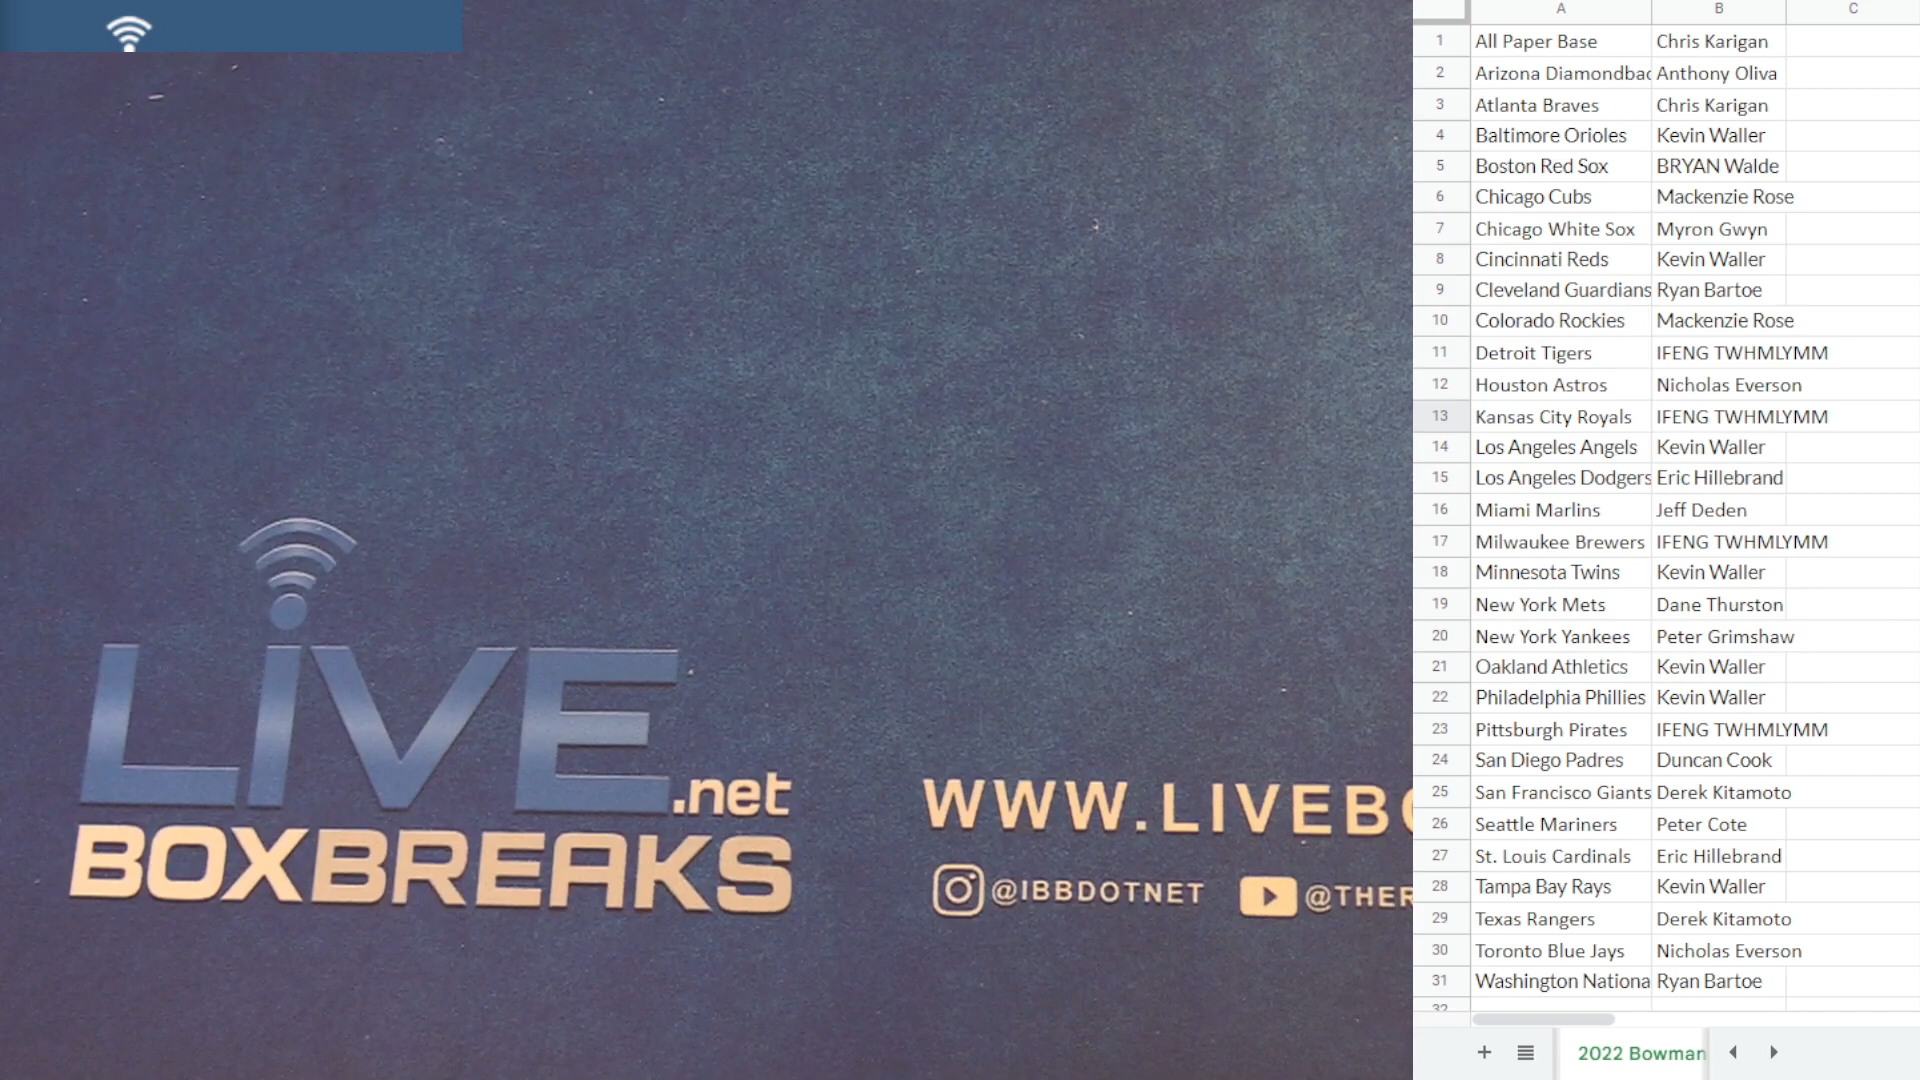 LIVE
.net
BOXBREAKS
WWW.LIVEBO
@IBBDOTNET
@THER
A B C
1 All Paper Base Chris Karigan
2 Arizona Diamondbac Anthony Oliva
3 Atlanta Braves Chris Karigan
4 Baltimore Orioles Kevin Waller
5 Boston Red Sox BRYAN Walde
6 Chicago Cubs Mackenzie Rose
7 Chicago White Sox Myron Gwyn
8 Cincinnati Reds Kevin Waller
9 Cleveland Guardians Ryan Bartoe
10 Colorado Rockies Mackenzie Rose
11 Detroit Tigers IFENG TWHMLYMM
12 Houston Astros Nicholas Everson
13 Kansas City Royals IFENG TWHMLYMM
14 Los Angeles Angels Kevin Waller
15 Los Angeles Dodgers Eric Hillebrand
16 Miami Marlins Jeff Deden
17 Milwaukee Brewers IFENG TWHMLYMM
18 Minnesota Twins Kevin Waller
19 New York Mets Dane Thurston
20 New York Yankees Peter Grimshaw
21 Oakland Athletics Kevin Waller
22 Philadelphia Phillies Kevin Waller
23 Pittsburgh Pirates IFENG TWHMLYMM
24 San Diego Padres Duncan Cook
25 San Francisco Giants Derek Kitamoto
26 Seattle Mariners Peter Cote
27 St. Louis Cardinals Eric Hillebrand
28 Tampa Bay Rays Kevin Waller
29 Texas Rangers Derek Kitamoto
30 Toronto Blue Jays Nicholas Everson
31 Washington Nationa Ryan Bartoe
32
2022 Bowman